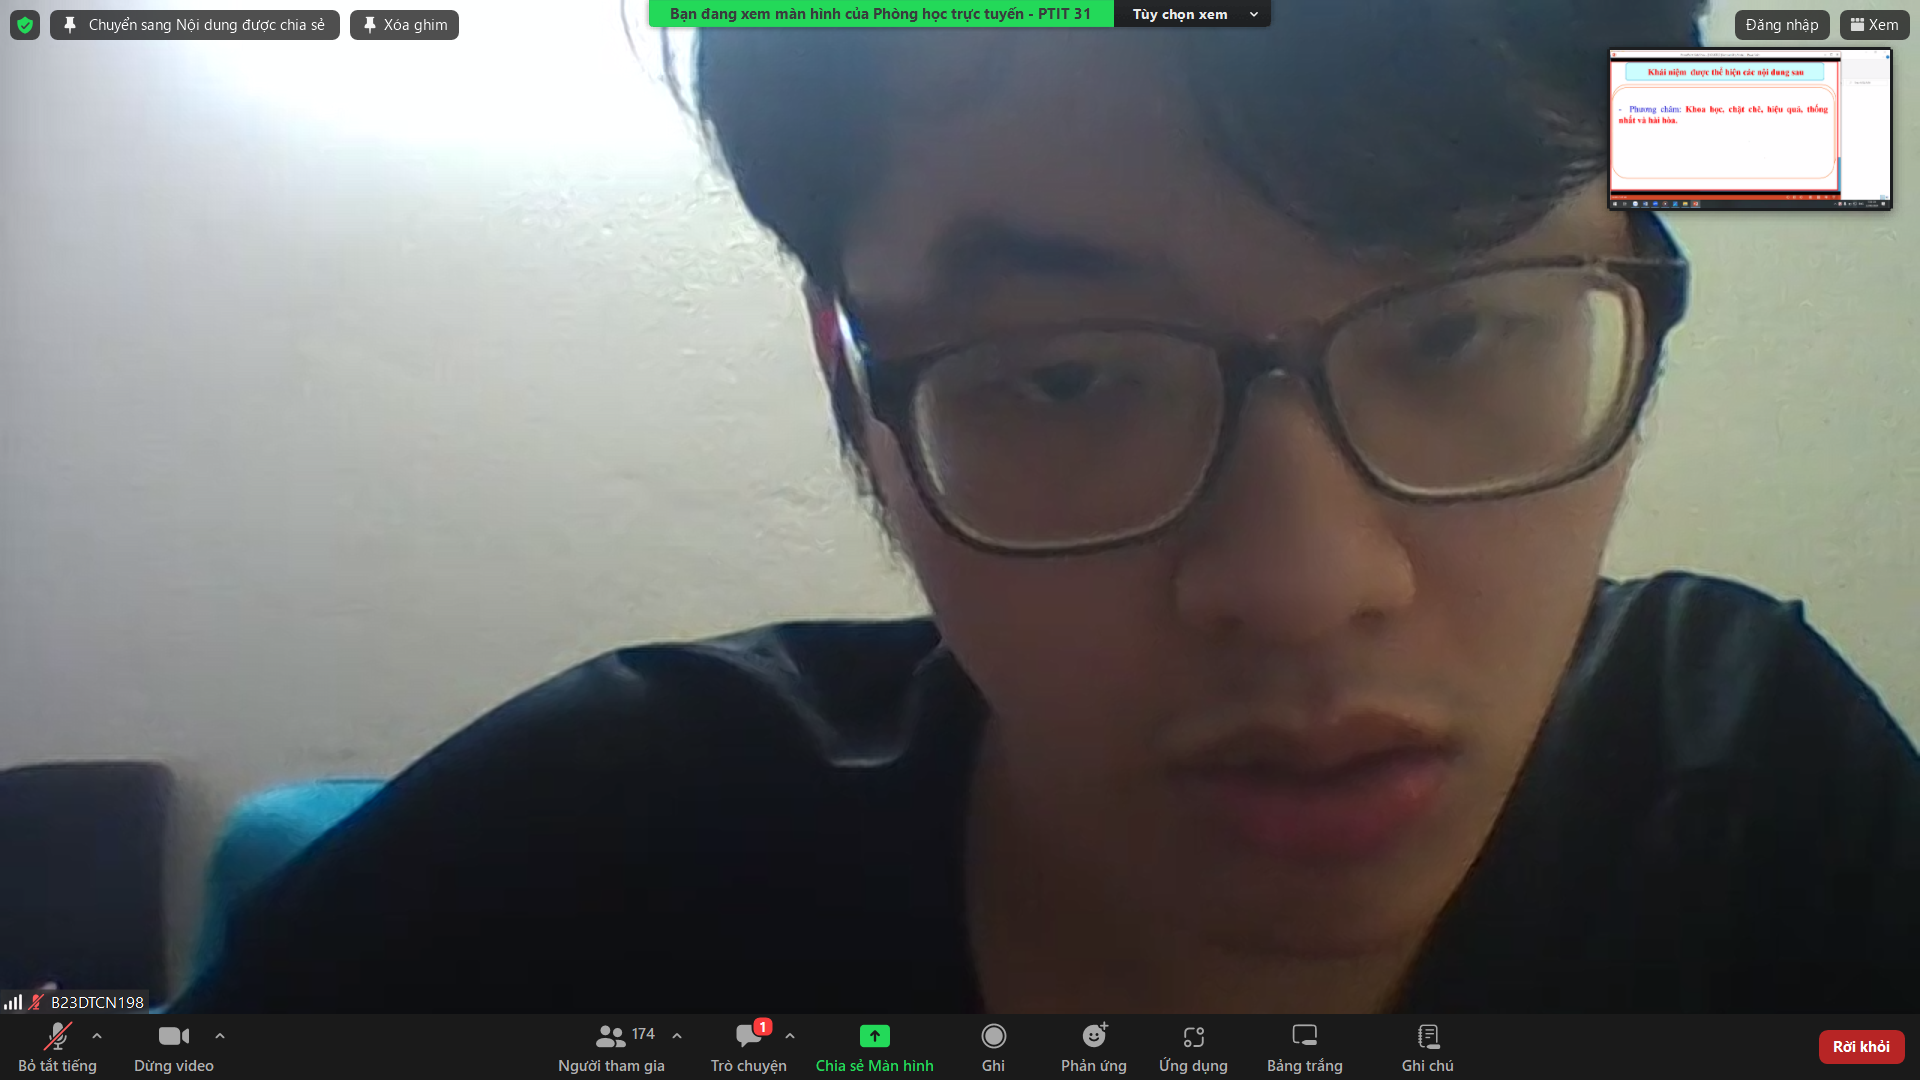 Chuyển sang Nội dung được chia sẻ
Xóa ghim
Bạn đang xem màn hình của Phòng học trực tuyến - PTIT 31
Tùy chọn xem
Đăng nhập
Xem
Khái niệm được thể hiện các nội dung sau
- Phương châm: Khoa học, chặt chẽ, hiệu quả, thống
nhất và hài hòa.
B23DTCN198
Bỏ tắt tiếng
Dừng video
174
Người tham gia
1
Trò chuyện
Chia sẻ Màn hình
Ghi
Phản ứng
Ứng dụng
Bảng trắng
Ghi chú
Rời khỏi